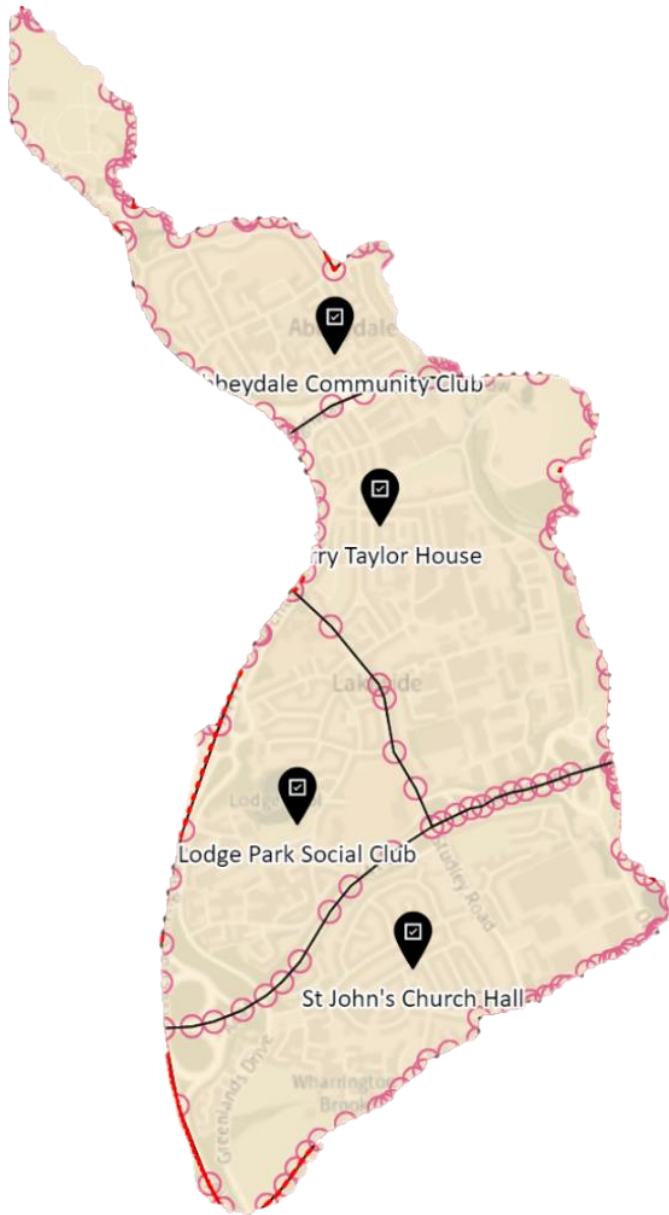 Abbeydale
bbeydale Community Club
rry Taylor House
Lakeside
Lodge Park Social Club
Studley Road
St John's Church Hall
Greenlands Drive
Wharrington
Brook